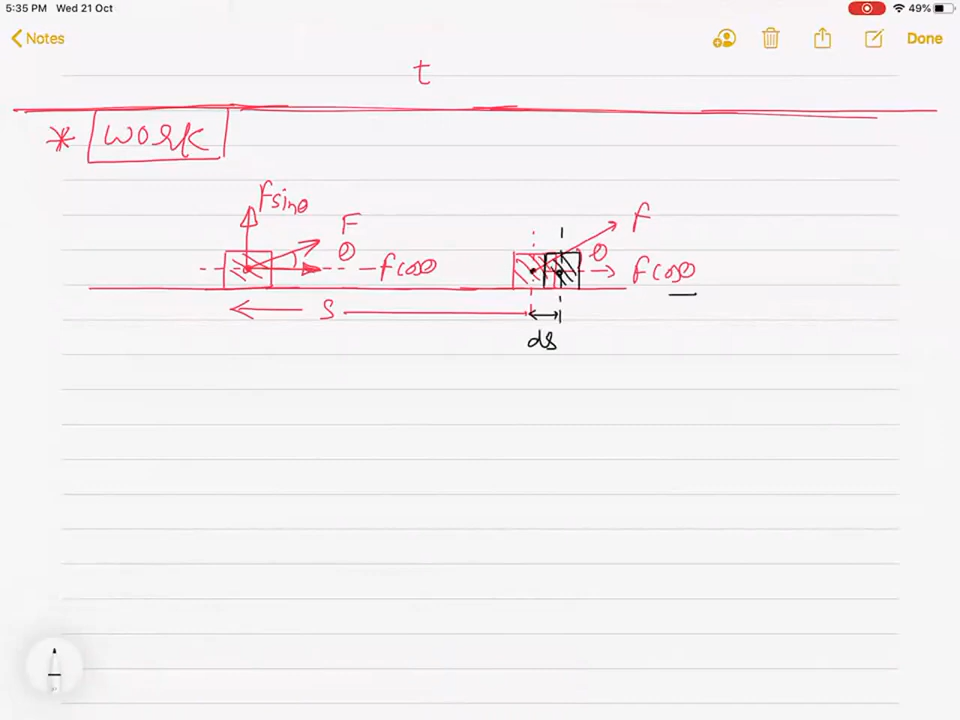 5:35 PM Wed 21 Oct 49%
Notes Done
t
* WORK
Fsinθ
F f
θ θ
fcosθ fcosθ
S
ds